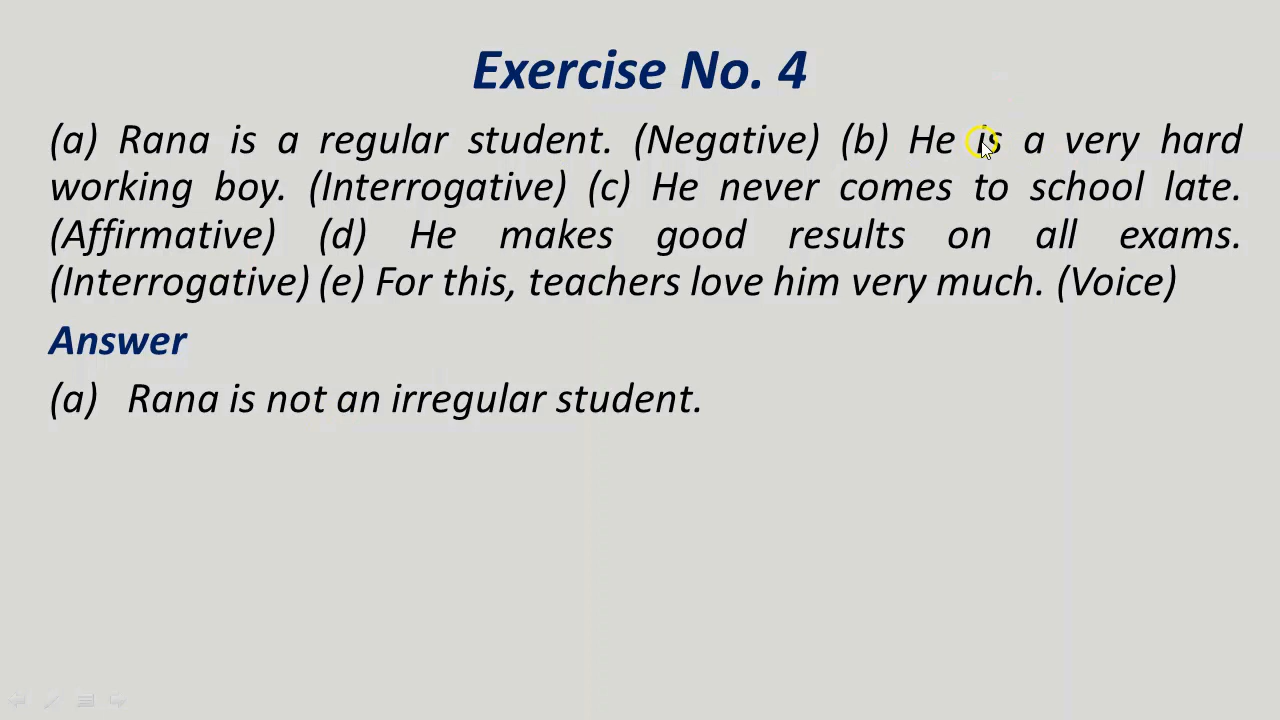 Exercise No. 4
(a) Rana is a regular student. (Negative) (b) He is a very hard
working boy. (Interrogative) (c) He never comes to school late.
(Affirmative) (d) He makes good results on all exams.
(Interrogative) (e) For this, teachers love him very much. (Voice)
Answer
(a) Rana is not an irregular student.